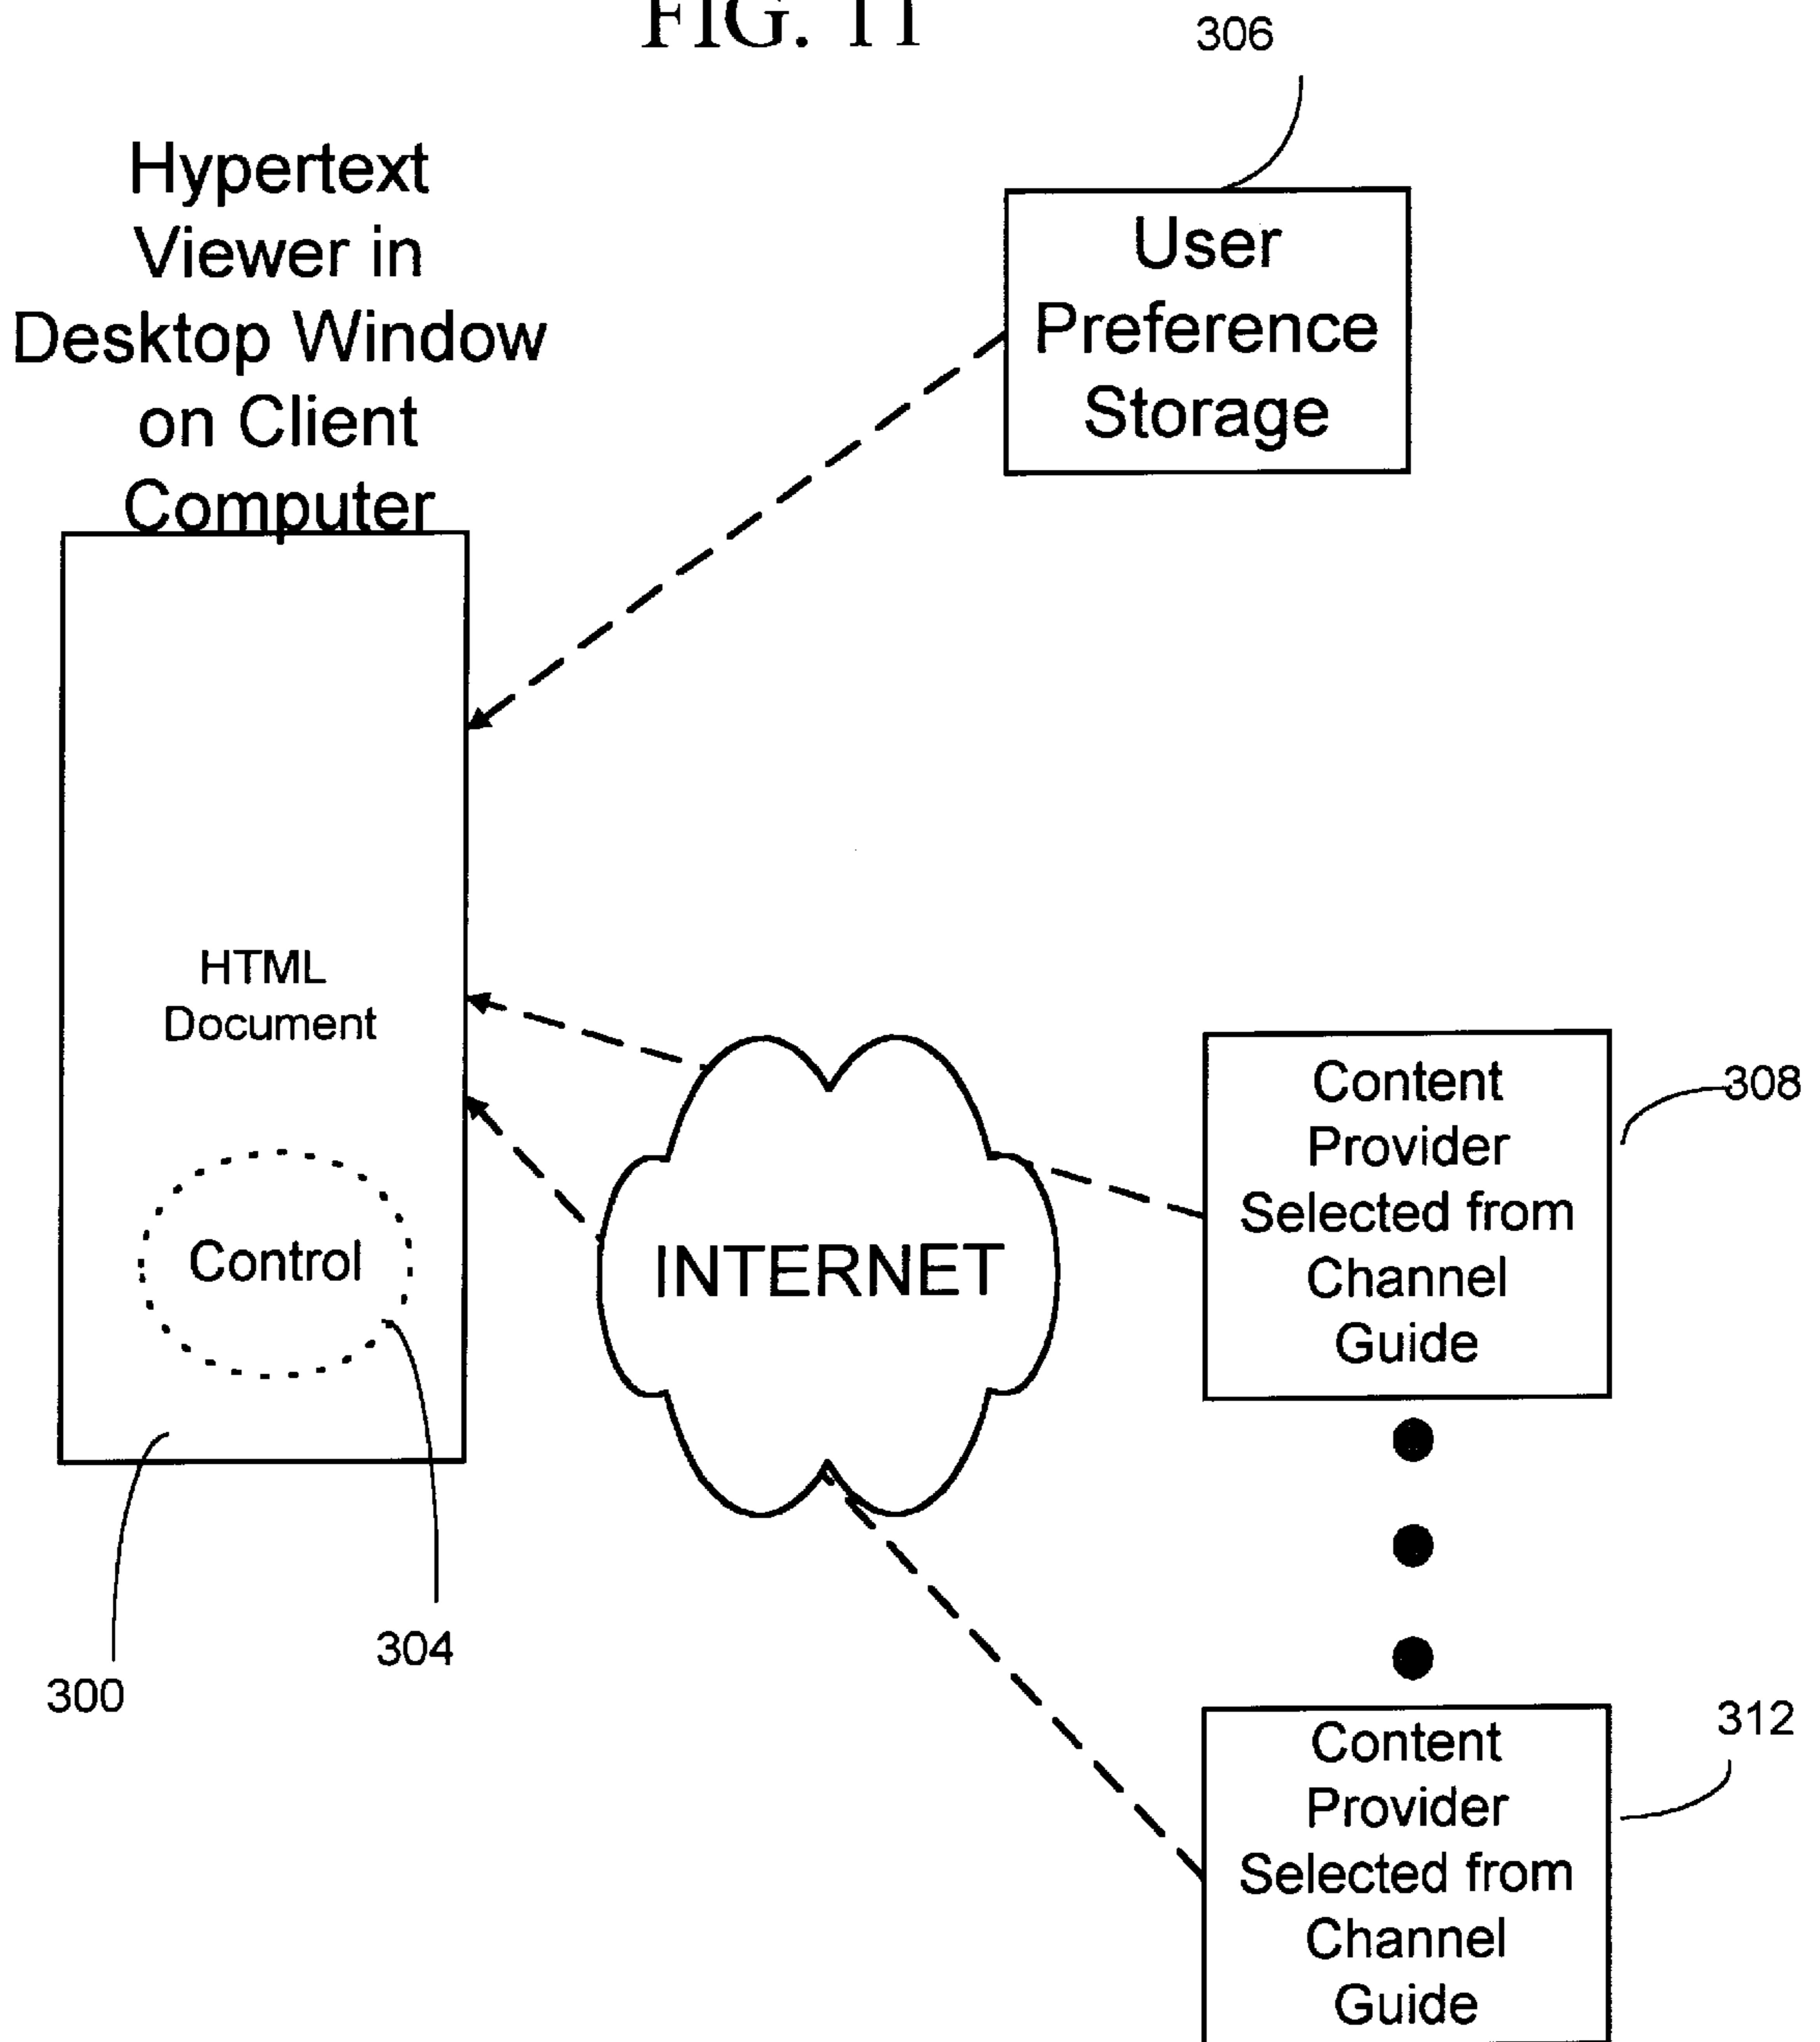 FIG. 11
306
Hypertext
Viewer in
Desktop Window
on Client
Computer
User
Preference
Storage
HTML
Document
Control
INTERNET
Content
Provider
Selected from
Channel
Guide
308
304
300
312
Content
Provider
Selected from
Channel
Guide